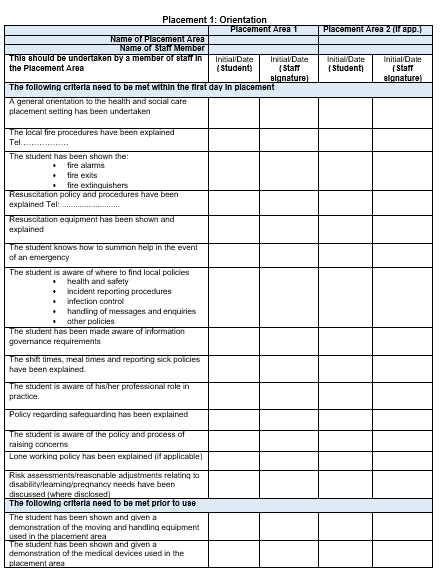 Placement 1: Orientation
Placement Area 1 Placement Area 2 (if app.)
Name of Placement Area
Name of Staff Member
This should be undertaken by a member of staff in the Placement Area
Initial/Date (Student)
Initial/Date (Staff signature)
Initial/Date (Student)
Initial/Date (Staff signature)
The following criteria need to be met within the first day in placement
A general orientation to the health and social care
placement setting has been undertaken
The local fire procedures have been explained
Tel………………
The student has been shown the:
• fire alarms
• fire exits
• fire extinguishers
Resuscitation policy and procedures have been
explained Tel: ..........................
Resuscitation equipment has been shown and
explained
The student knows how to summon help in the event
of an emergency
The student is aware of where to find local policies
• health and safety
• incident reporting procedures
• infection control
• handling of messages and enquiries
• other policies
The student has been made aware of information
governance requirements
The shift times, meal times and reporting sick policies
have been explained.
The student is aware of his/her professional role in
practice.
Policy regarding safeguarding has been explained
The student is aware of the policy and process of
raising concerns
Lone working policy has been explained (if applicable)
Risk assessments/reasonable adjustments relating to
disability/learning/pregnancy needs have been
discussed (where disclosed)
The following criteria need to be met prior to use
The student has been shown and given a
demonstration of the moving and handling equipment
used in the placement area
The student has been shown and given a
demonstration of the medical devices used in the
placement area